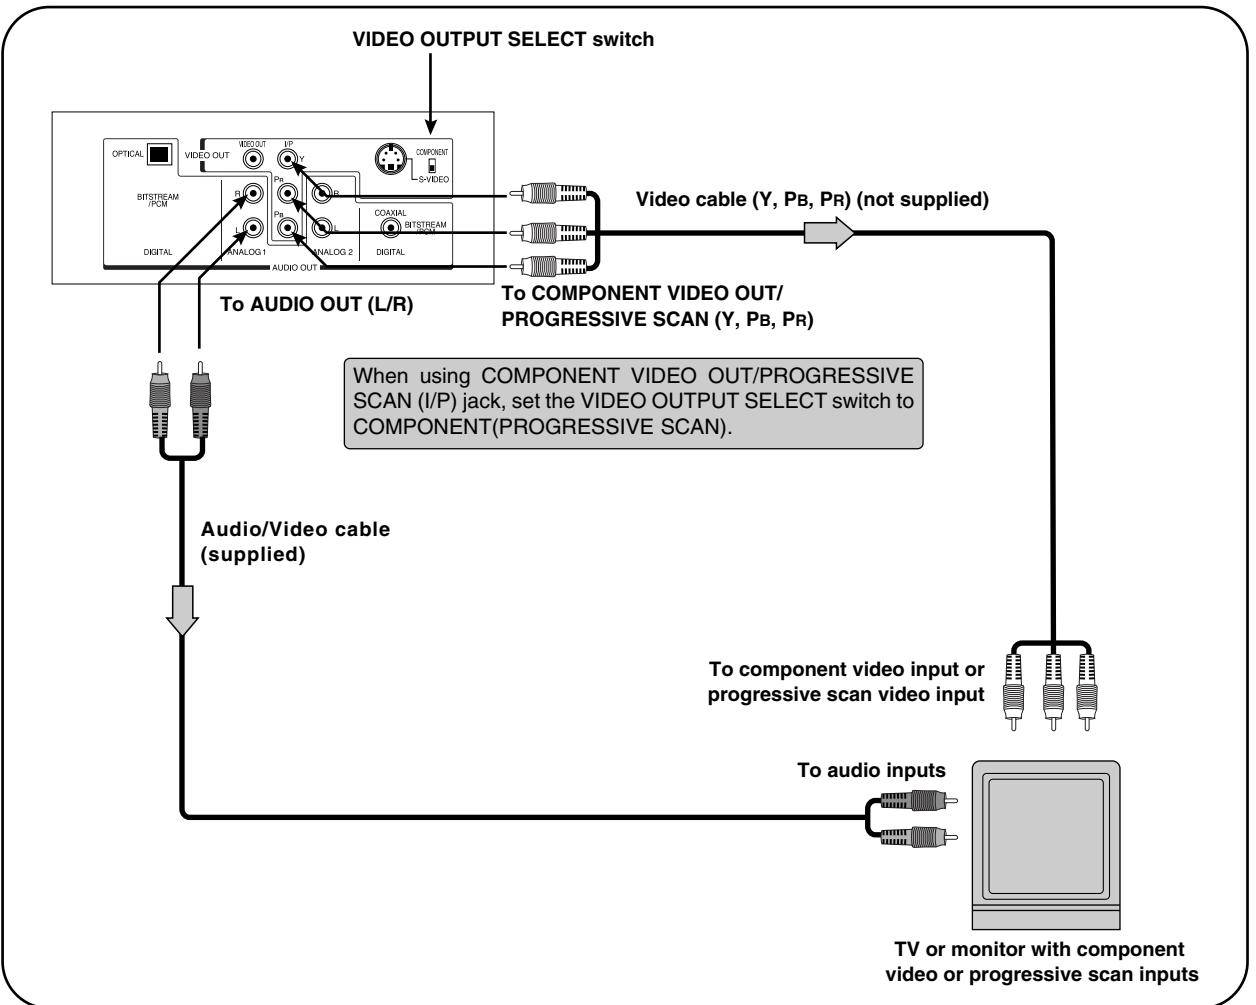 VIDEO OUTPUT SELECT switch
OPTICAL
VIDEO OUT
VIDEO OUT
I/P
Y
COMPONENT
S-VIDEO
BITSTREAM
/PCM
R
PR
R
L
PB
L
COAXIAL
BITSTREAM
/PCM
DIGITAL
ANALOG 1
ANALOG 2
DIGITAL
AUDIO OUT
Video cable (Y, PB, PR) (not supplied)
To AUDIO OUT (L/R)
To COMPONENT VIDEO OUT/
PROGRESSIVE SCAN (Y, PB, PR)
When using COMPONENT VIDEO OUT/PROGRESSIVE
SCAN (I/P) jack, set the VIDEO OUTPUT SELECT switch to
COMPONENT(PROGRESSIVE SCAN).
Audio/Video cable
(supplied)
To component video input or
progressive scan video input
To audio inputs
TV or monitor with component
video or progressive scan inputs